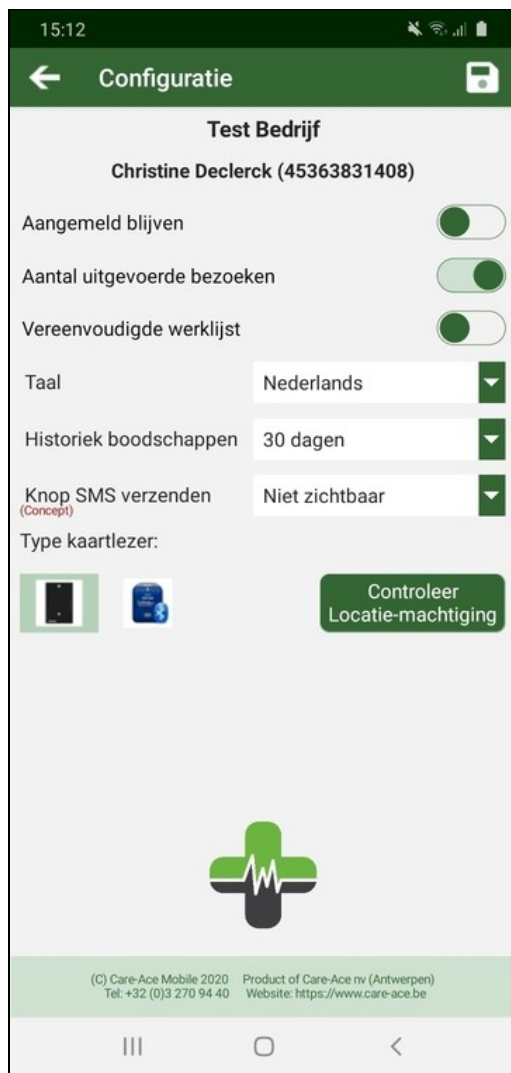 15:12
Configuratie
Test Bedrijf
Christine Declerck (45363831408)
Aangemeld blijven
Aantal uitgevoerde bezoeken
Vereenvoudigde werklijst
Taal Nederlands
Historiek boodschappen 30 dagen
Knop SMS verzenden Niet zichtbaar
(Concept)
Type kaartlezer:
Controleer
Locatie-machtiging
(C) Care-Ace Mobile 2020 Product of Care-Ace nv (Antwerpen)
Tel: +32 (0)3 270 94 40 Website: https://www.care-ace.be